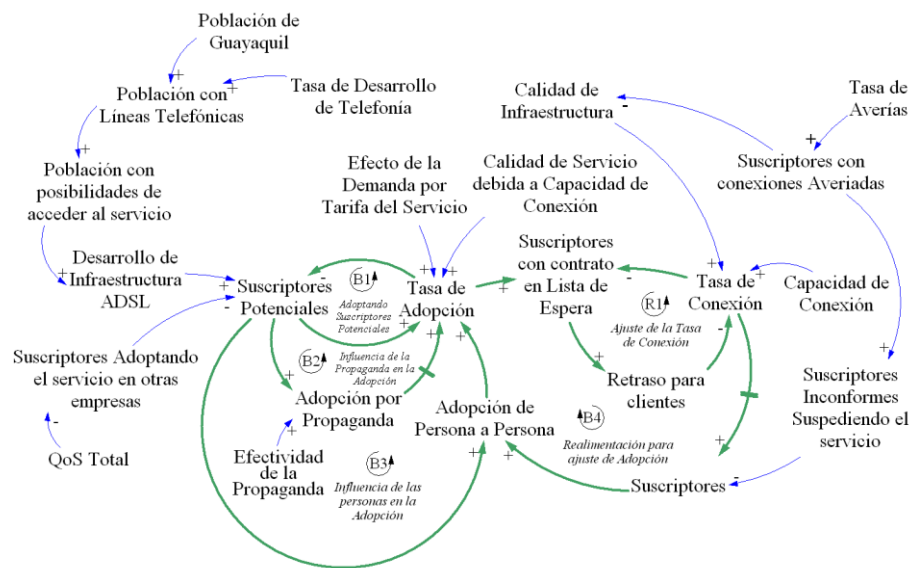 Población de
Guayaquil
+
+
Población con
Líneas Telefónicas
Tasa de Desarrollo
de Telefonía
+
Población con
posibilidades de
acceder al servicio
+
Desarrollo de
Infraestructura
ADSL
+
-
Suscriptores
Potenciales
-
Suscriptores Adoptando
el servicio en otras
empresas
-
QoS Total
Efecto de la
Demanda por
Tarifa del Servicio
Calidad de Servicio
debida a Capacidad de
Conexión
+
+
Tasa de
Adopción
+
+
+
B1
Adoptando
Suscriptores
Potenciales
B2
Influencia de la
Propaganda en la
Adopción
+
Adopción por
Propaganda
+
Efectividad
de la
Propaganda
B3
Influencia de las
personas en la
Adopción
Adopción de
Persona a Persona
+
+
Calidad de
Infraestructura
-
Tasa de
Averías
+
Suscriptores con
conexiones Averiadas
Suscriptores
con contrato
en Lista de
Espera
+
-
R1
Ajuste de la Tasa
de Conexión
+
+
Tasa de
Conexión
-
Capacidad de
Conexión
+
Retraso para
clientes
B4
Realimentación para
ajuste de Adopción
+
-
Suscriptores
+
Suscriptores
Inconformes
Suspediendo el
servicio